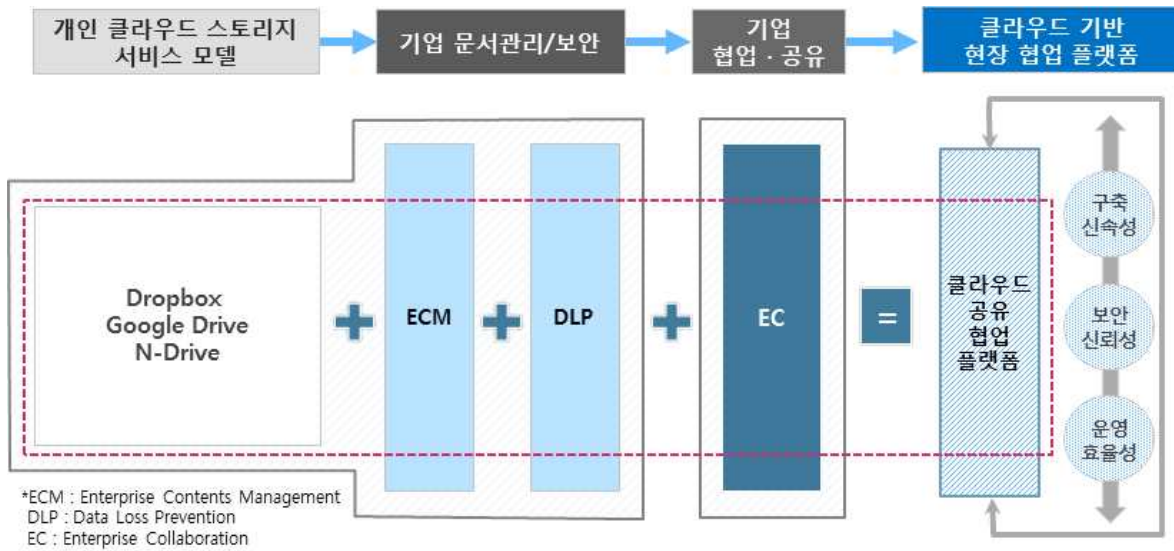 개인 클라우드 스토리지
서비스 모델
기업 문서관리/보안
기업
협업 · 공유
클라우드 기반
현장 협업 플랫폼
Dropbox
Google Drive
N-Drive
+
ECM
+
DLP
+
EC
=
클라우드
공유
협업
플랫폼
구축
신속성
보안
신뢰성
운영
효율성
*ECM : Enterprise Contents Management
DLP : Data Loss Prevention
EC : Enterprise Collaboration